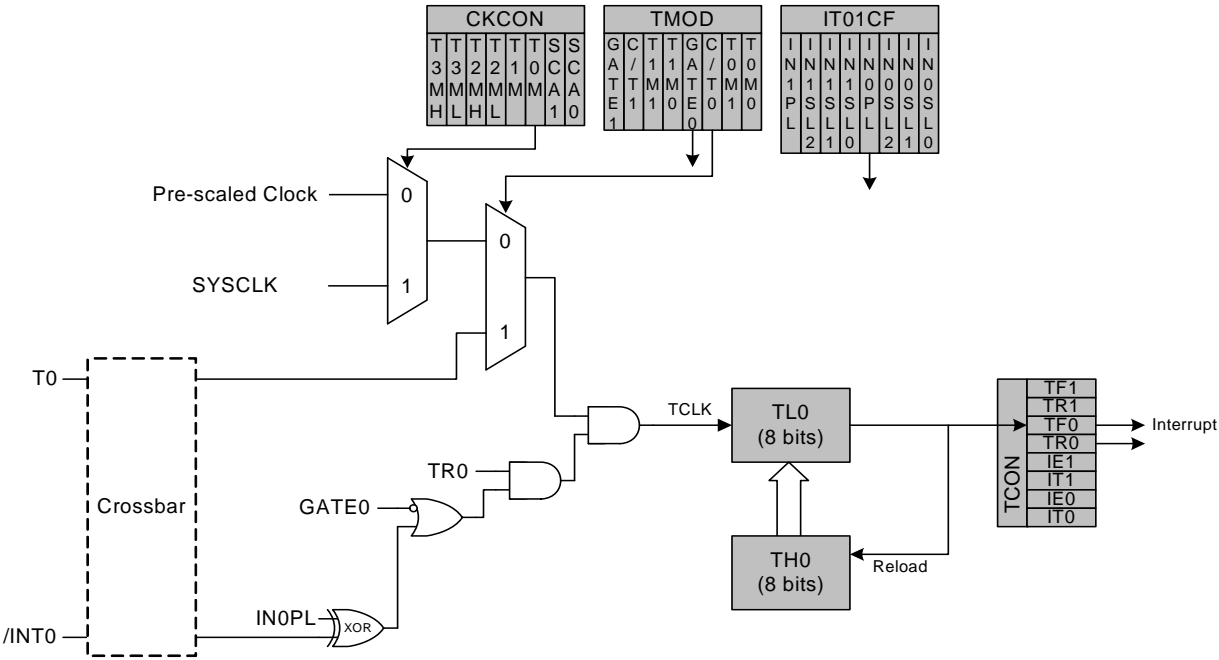 CKCON
T3MH
T3ML
T2MH
T2ML
T1M
T0M
SCA1
SCA0
TMOD
GATE1
C/T1
T1M1
T1M0
GATE0
C/T0
T0M1
T0M0
IT01CF
IN1PL
IN1SL2
IN1SL1
IN1SL0
IN0PL
IN0SL2
IN0SL1
IN0SL0
Pre-scaled Clock
0
SYSCLK
1
0
1
T0
Crossbar
/INT0
TR0
GATE0
IN0PL
XOR
TCLK
TL0
(8 bits)
TH0
(8 bits)
Reload
TCON
TF1
TR1
TF0
TR0
IE1
IT1
IE0
IT0
Interrupt